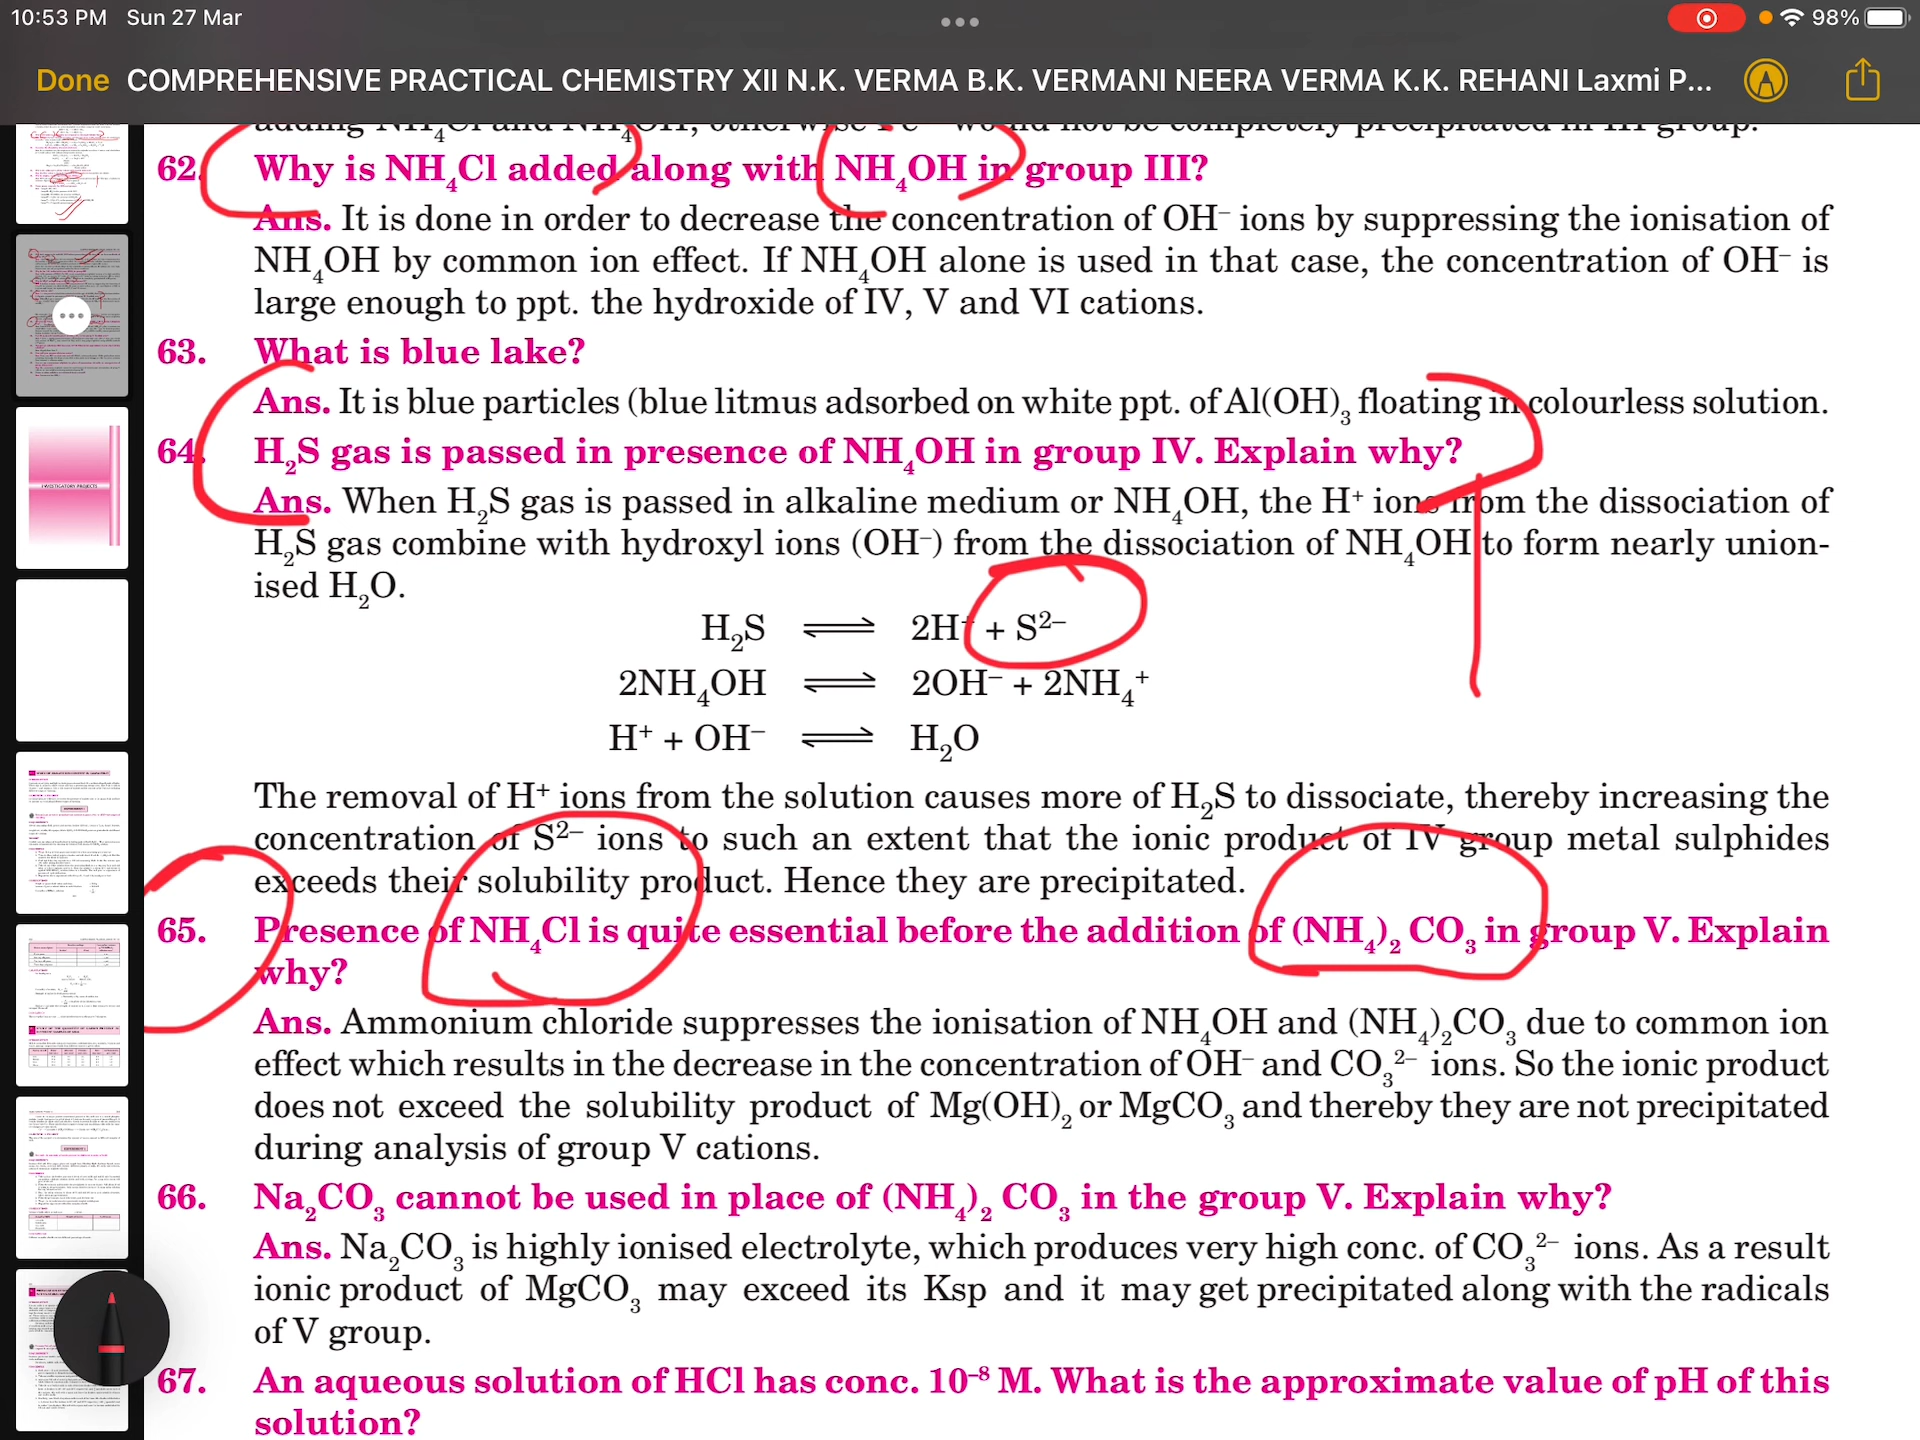 10:53 PM Sun 27 Mar
98%
Done COMPREHENSIVE PRACTICAL CHEMISTRY XII N.K. VERMA B.K. VERMANI NEERA VERMA K.K. REHANI Laxmi P...
adding NH₄Cl and NH₄OH, otherwise would not be completely precipitated in III group.
62. Why is NH₄Cl added along with NH₄OH in group III?
Ans. It is done in order to decrease the concentration of OH⁻ ions by suppressing the ionisation of
NH₄OH by common ion effect. If NH₄OH alone is used in that case, the concentration of OH⁻ is
large enough to ppt. the hydroxide of IV, V and VI cations.
63. What is blue lake?
Ans. It is blue particles (blue litmus adsorbed on white ppt. of Al(OH)₃ floating in colourless solution.
64. H₂S gas is passed in presence of NH₄OH in group IV. Explain why?
Ans. When H₂S gas is passed in alkaline medium or NH₄OH, the H⁺ ions from the dissociation of
H₂S gas combine with hydroxyl ions (OH⁻) from the dissociation of NH₄OH to form nearly union-
ised H₂O.
H₂S ⇌ 2H⁺ + S²⁻
2NH₄OH ⇌ 2OH⁻ + 2NH₄⁺
H⁺ + OH⁻ ⇌ H₂O
The removal of H⁺ ions from the solution causes more of H₂S to dissociate, thereby increasing the
concentration of S²⁻ ions to such an extent that the ionic product of IV group metal sulphides
exceeds their solubility product. Hence they are precipitated.
65. Presence of NH₄Cl is quite essential before the addition of (NH₄)₂ CO₃ in group V. Explain
why?
Ans. Ammonium chloride suppresses the ionisation of NH₄OH and (NH₄)₂CO₃ due to common ion
effect which results in the decrease in the concentration of OH⁻ and CO₃²⁻ ions. So the ionic product
does not exceed the solubility product of Mg(OH)₂ or MgCO₃ and thereby they are not precipitated
during analysis of group V cations.
66. Na₂CO₃ cannot be used in place of (NH₄)₂ CO₃ in the group V. Explain why?
Ans. Na₂CO₃ is highly ionised electrolyte, which produces very high conc. of CO₃²⁻ ions. As a result
ionic product of MgCO₃ may exceed its Ksp and it may get precipitated along with the radicals
of V group.
67. An aqueous solution of HCl has conc. 10⁻⁸ M. What is the approximate value of pH of this
solution?
INVESTIGATORY PROJECTS